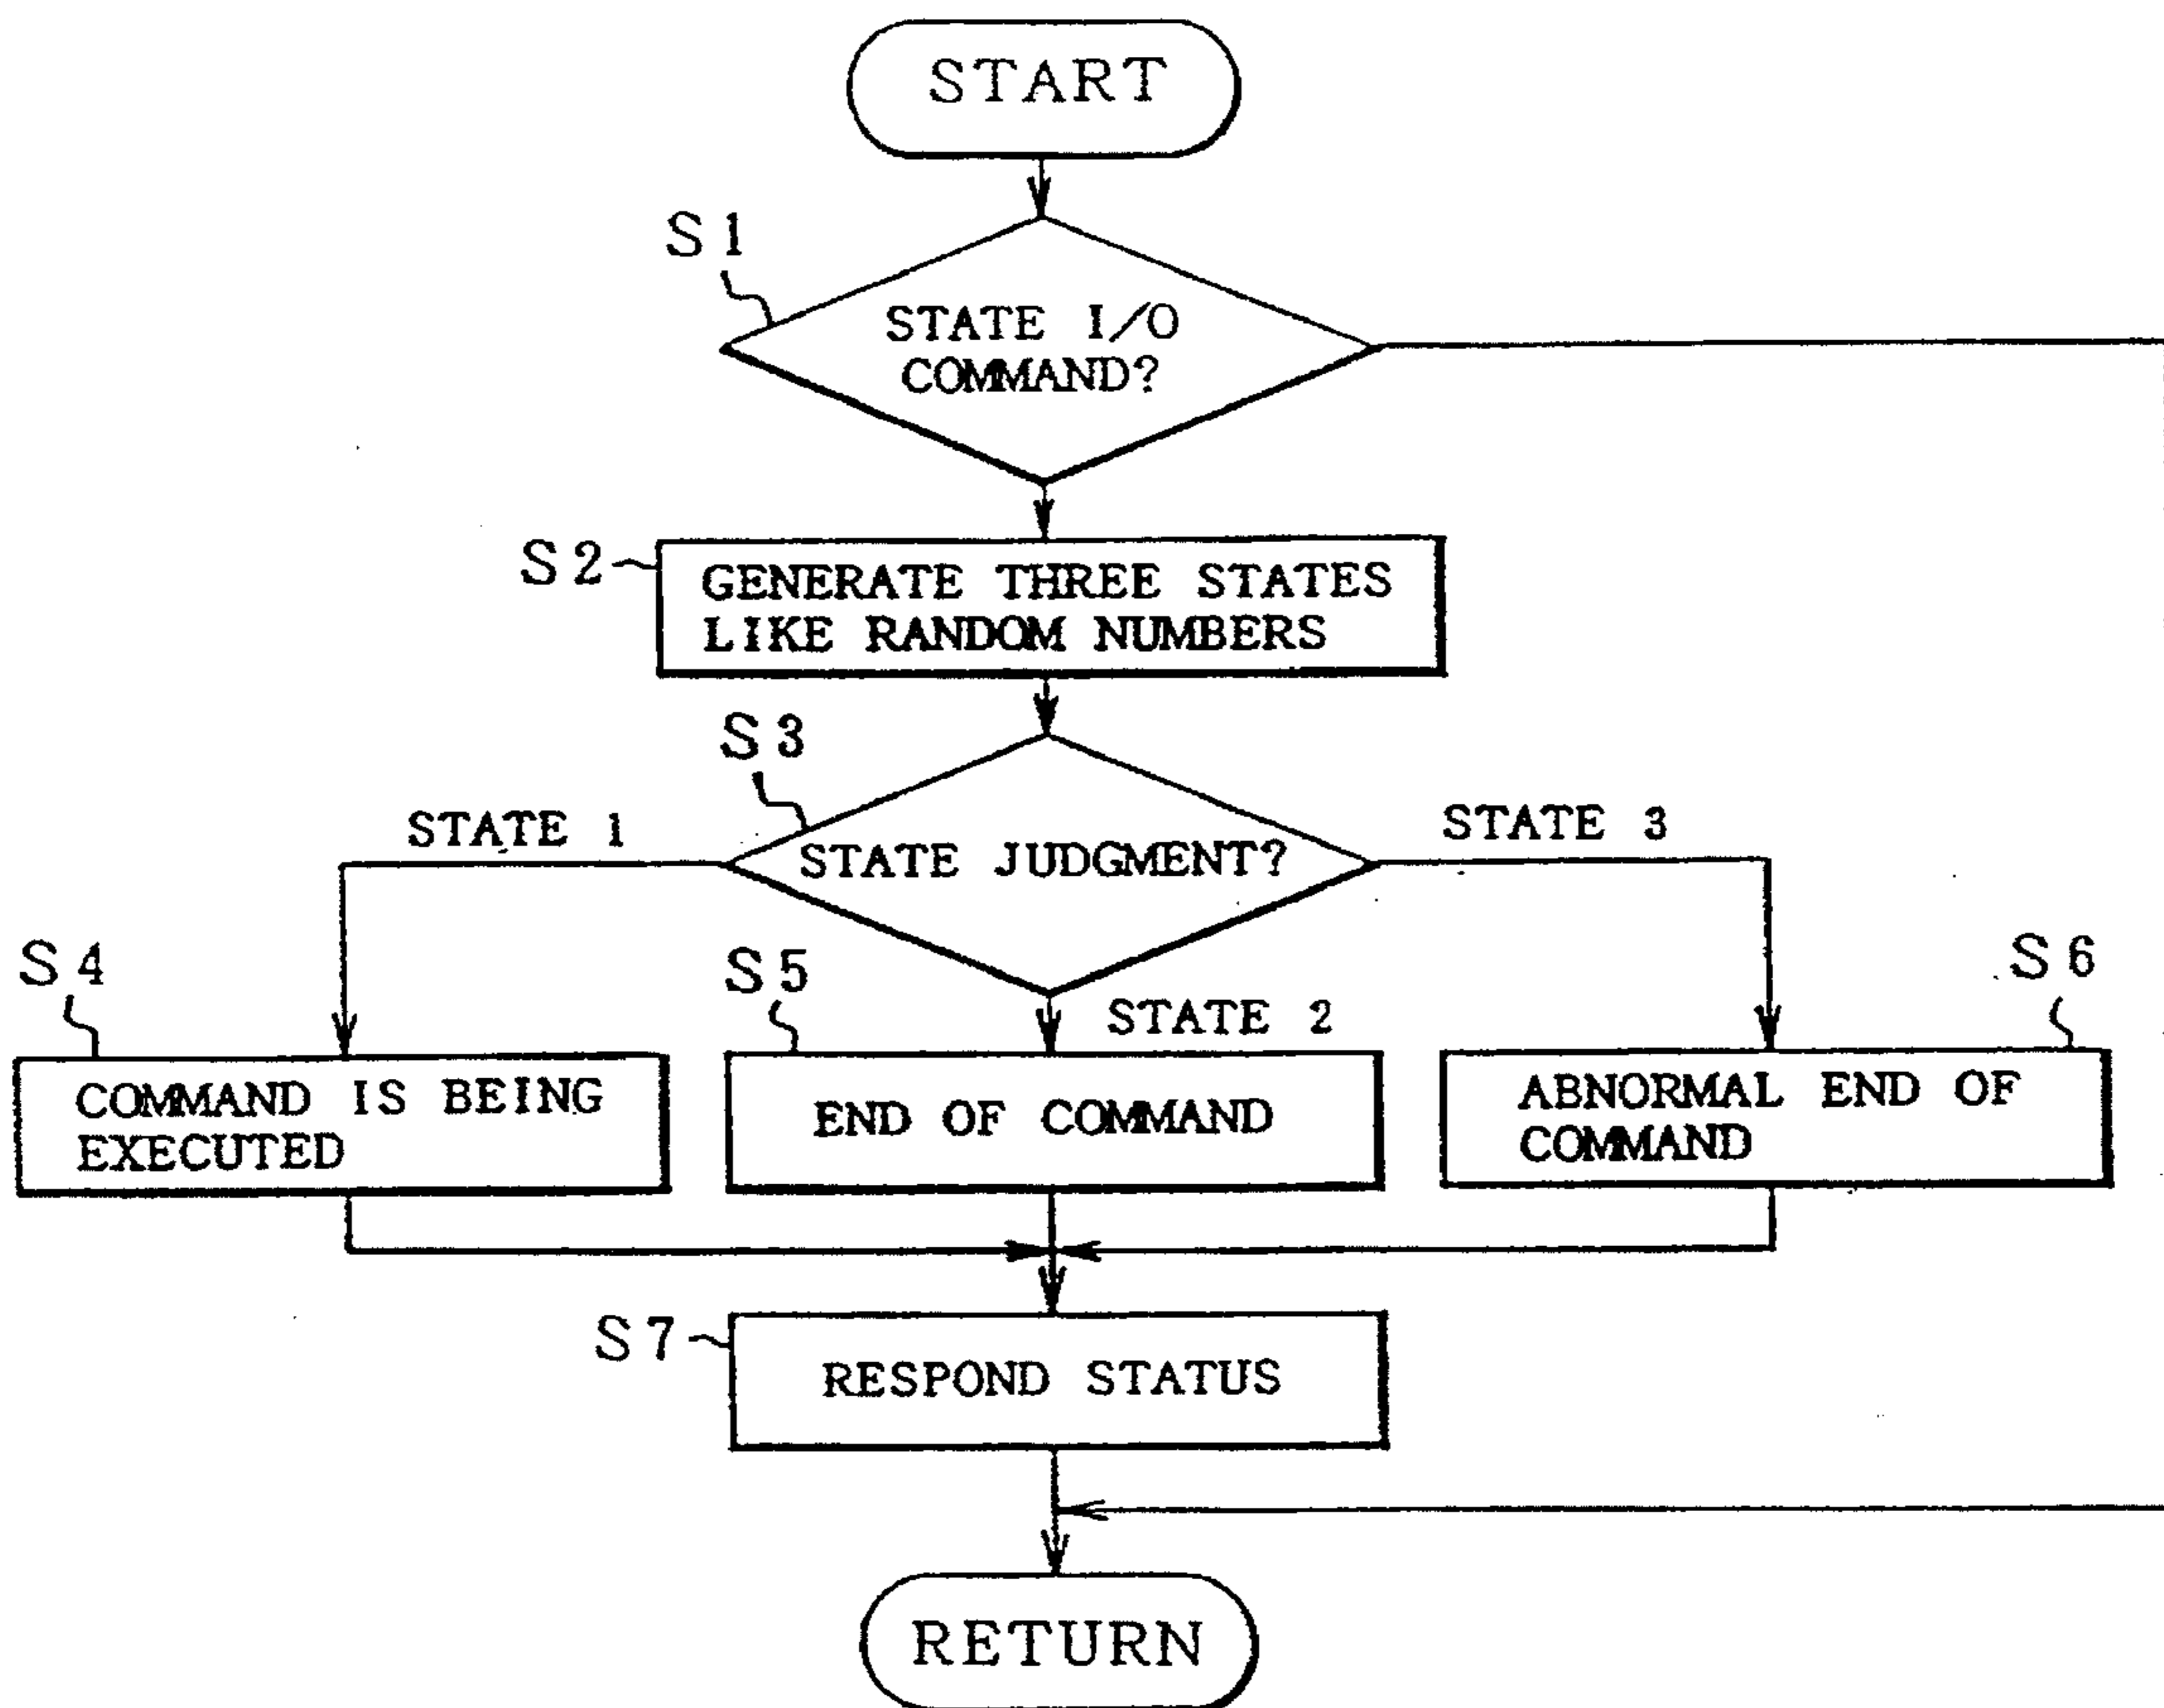 START
S1
STATE I/O
COMMAND?
S2
GENERATE THREE STATES
LIKE RANDOM NUMBERS
S3
STATE 1
STATE JUDGMENT?
STATE 3
S4
S5
STATE 2
S6
COMMAND IS BEING
EXECUTED
END OF COMMAND
ABNORMAL END OF
COMMAND
S7
RESPOND STATUS
RETURN